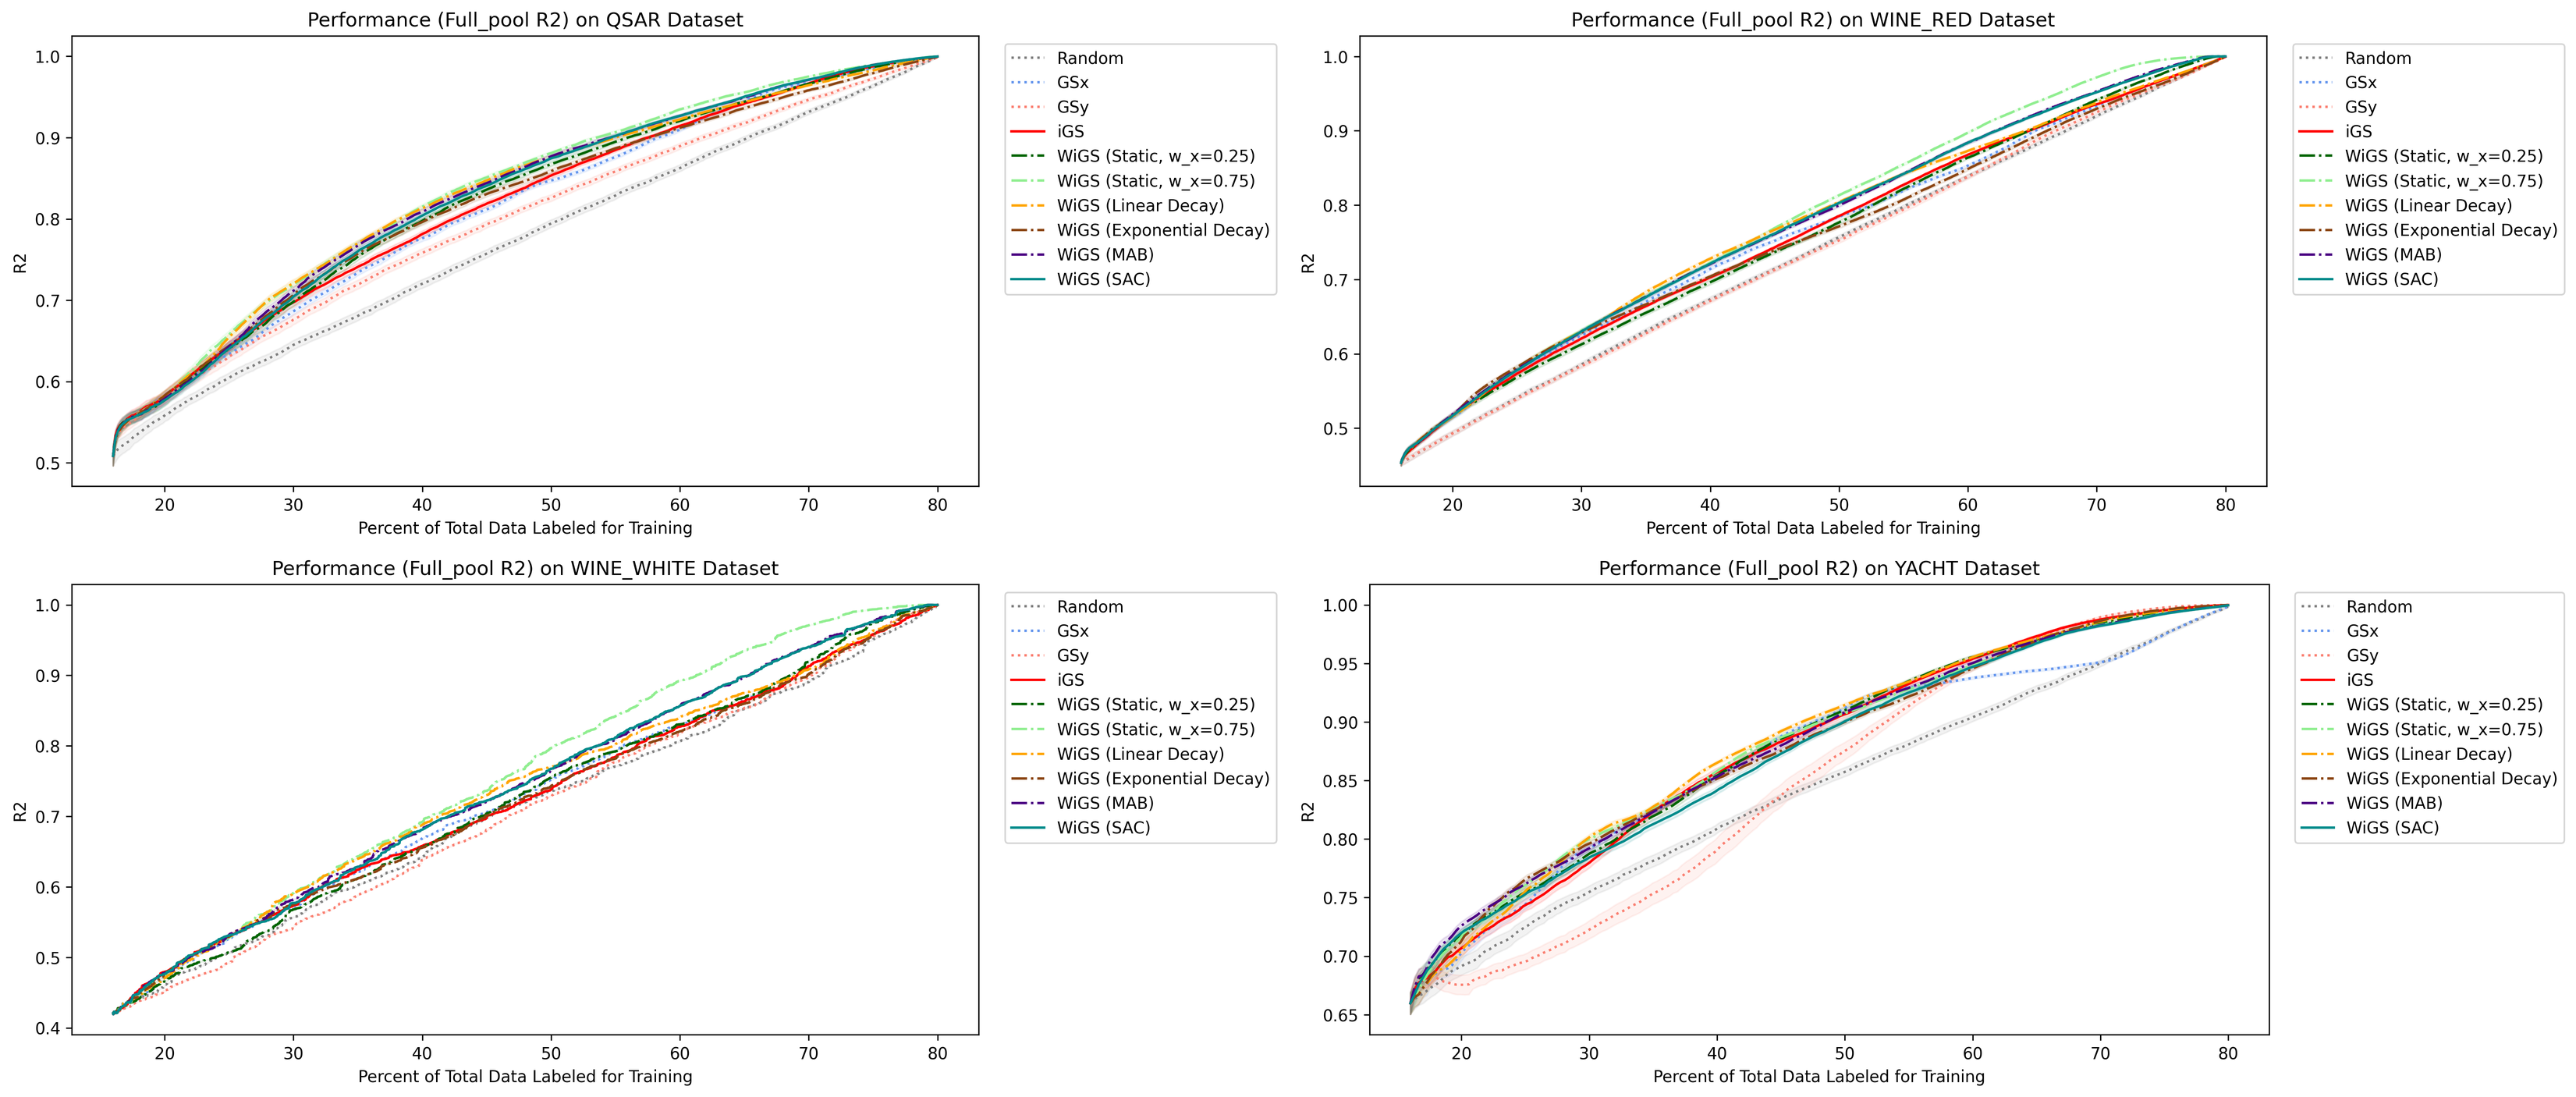 Performance (Full_pool R2) on QSAR Dataset
R2
1.0
0.9
0.8
0.7
0.6
0.5
20 30 40 50 60 70 80
Percent of Total Data Labeled for Training
Random
GSx
GSy
iGS
WiGS (Static, w_x=0.25)
WiGS (Static, w_x=0.75)
WiGS (Linear Decay)
WiGS (Exponential Decay)
WiGS (MAB)
WiGS (SAC)
Performance (Full_pool R2) on WINE_RED Dataset
R2
1.0
0.9
0.8
0.7
0.6
0.5
20 30 40 50 60 70 80
Percent of Total Data Labeled for Training
Random
GSx
GSy
iGS
WiGS (Static, w_x=0.25)
WiGS (Static, w_x=0.75)
WiGS (Linear Decay)
WiGS (Exponential Decay)
WiGS (MAB)
WiGS (SAC)
Performance (Full_pool R2) on WINE_WHITE Dataset
R2
1.0
0.9
0.8
0.7
0.6
0.5
0.4
20 30 40 50 60 70 80
Percent of Total Data Labeled for Training
Random
GSx
GSy
iGS
WiGS (Static, w_x=0.25)
WiGS (Static, w_x=0.75)
WiGS (Linear Decay)
WiGS (Exponential Decay)
WiGS (MAB)
WiGS (SAC)
Performance (Full_pool R2) on YACHT Dataset
R2
1.00
0.95
0.90
0.85
0.80
0.75
0.70
0.65
20 30 40 50 60 70 80
Percent of Total Data Labeled for Training
Random
GSx
GSy
iGS
WiGS (Static, w_x=0.25)
WiGS (Static, w_x=0.75)
WiGS (Linear Decay)
WiGS (Exponential Decay)
WiGS (MAB)
WiGS (SAC)